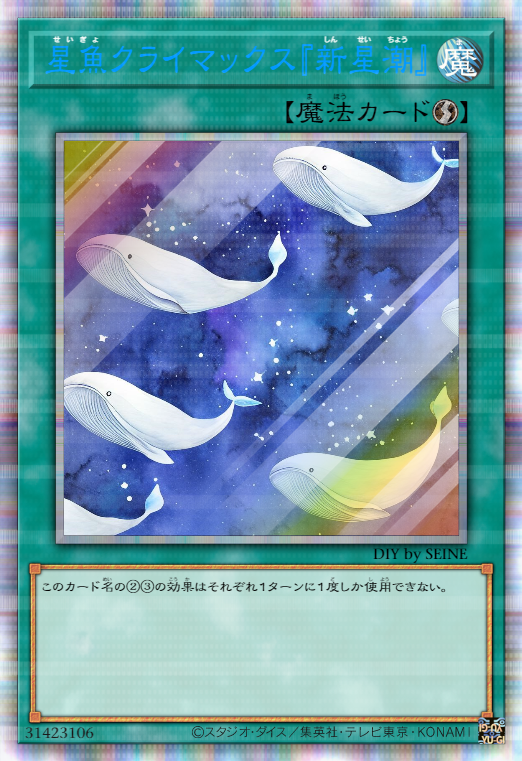 星魚クライマックス『新星潮』
【魔法カード】
DIY by SEINE
このカード名の②③の効果はそれぞれ1ターンに1度しか使用できない。
31423106 ©スタジオ・ダイス/集英社・テレビ東京・KONAMI